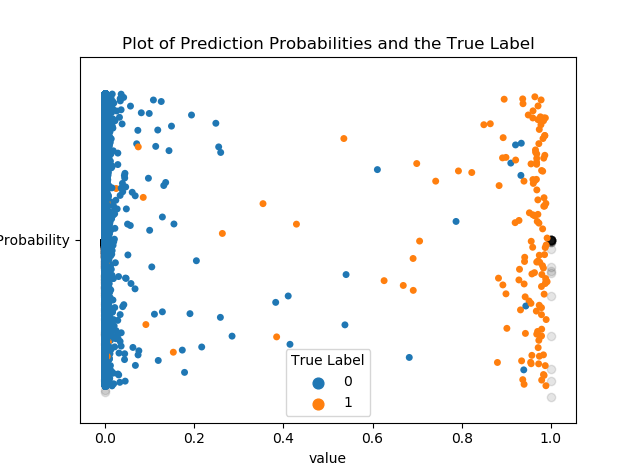 Plot of Prediction Probabilities and the True Label
Probability
True Label
0
1
0.0 0.2 0.4 0.6 0.8 1.0
value